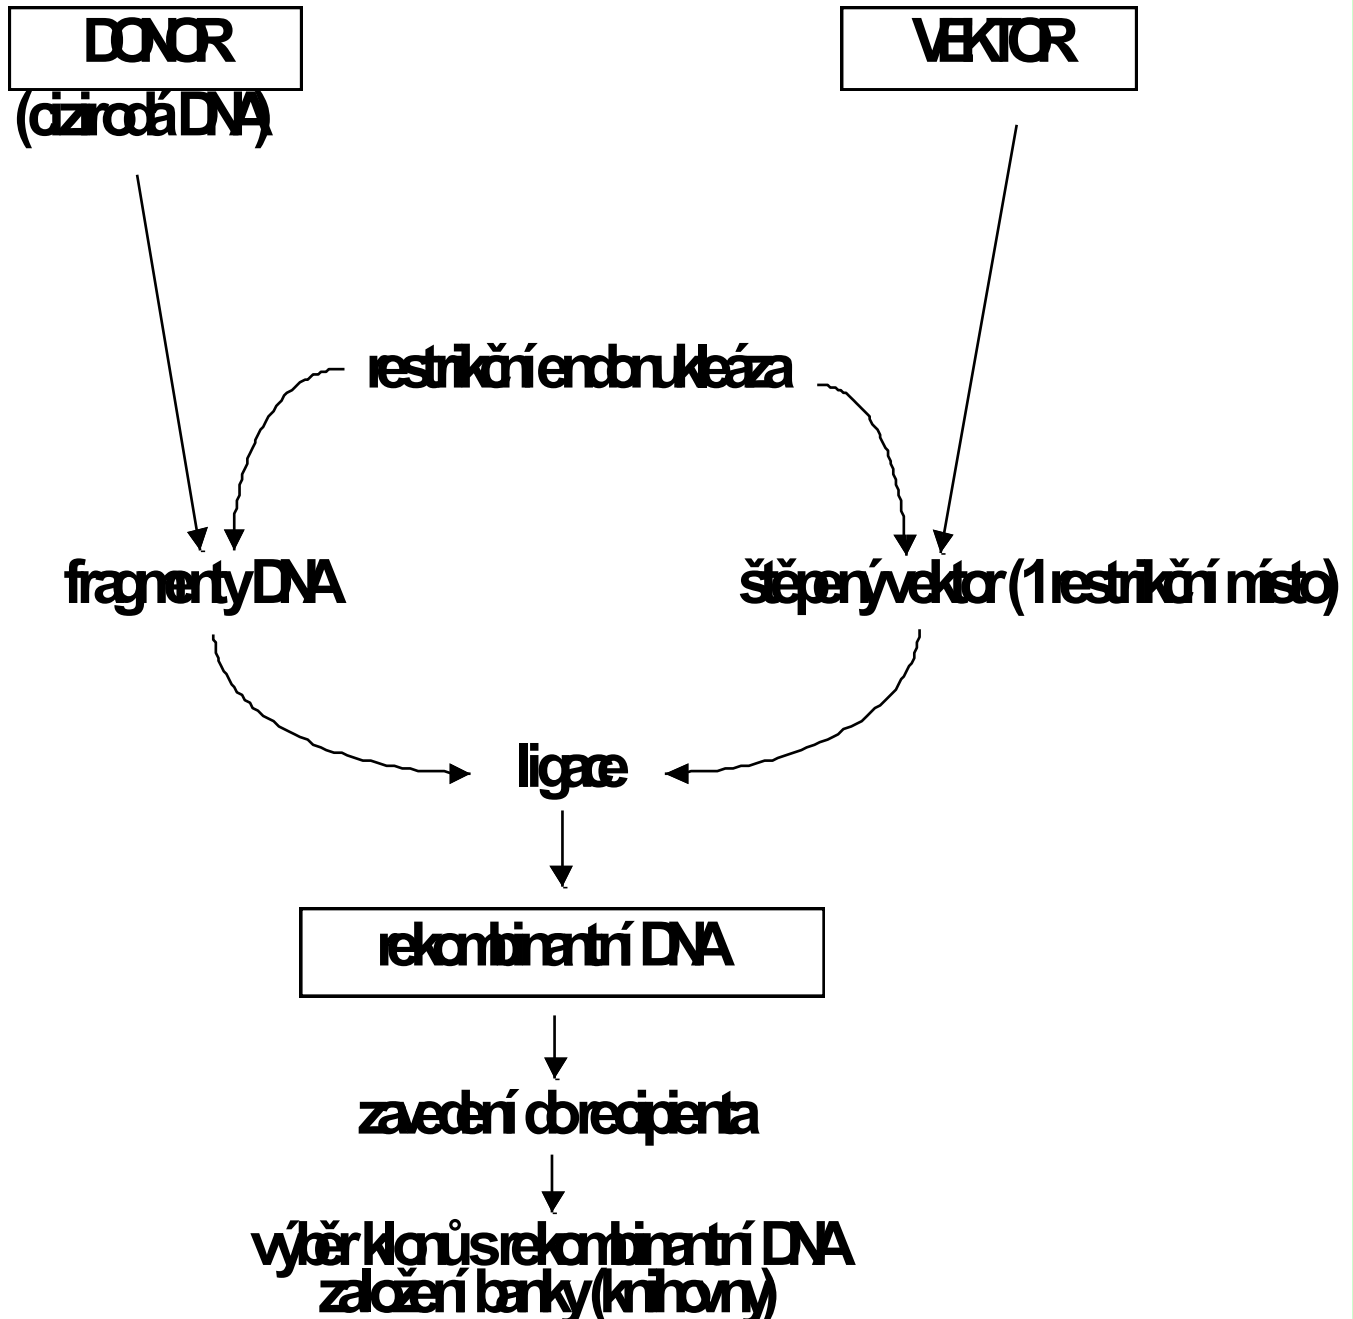 DONOR
VEKTOR
(cizirodá DNA)
restrikční endonukleáza
fragmenty DNA
štěpený vektor (1 restrikční místo)
ligace
rekombinantní DNA
zavedení do recipienta
výběr klonů s rekombinantní DNA
založení banky (knihovny)